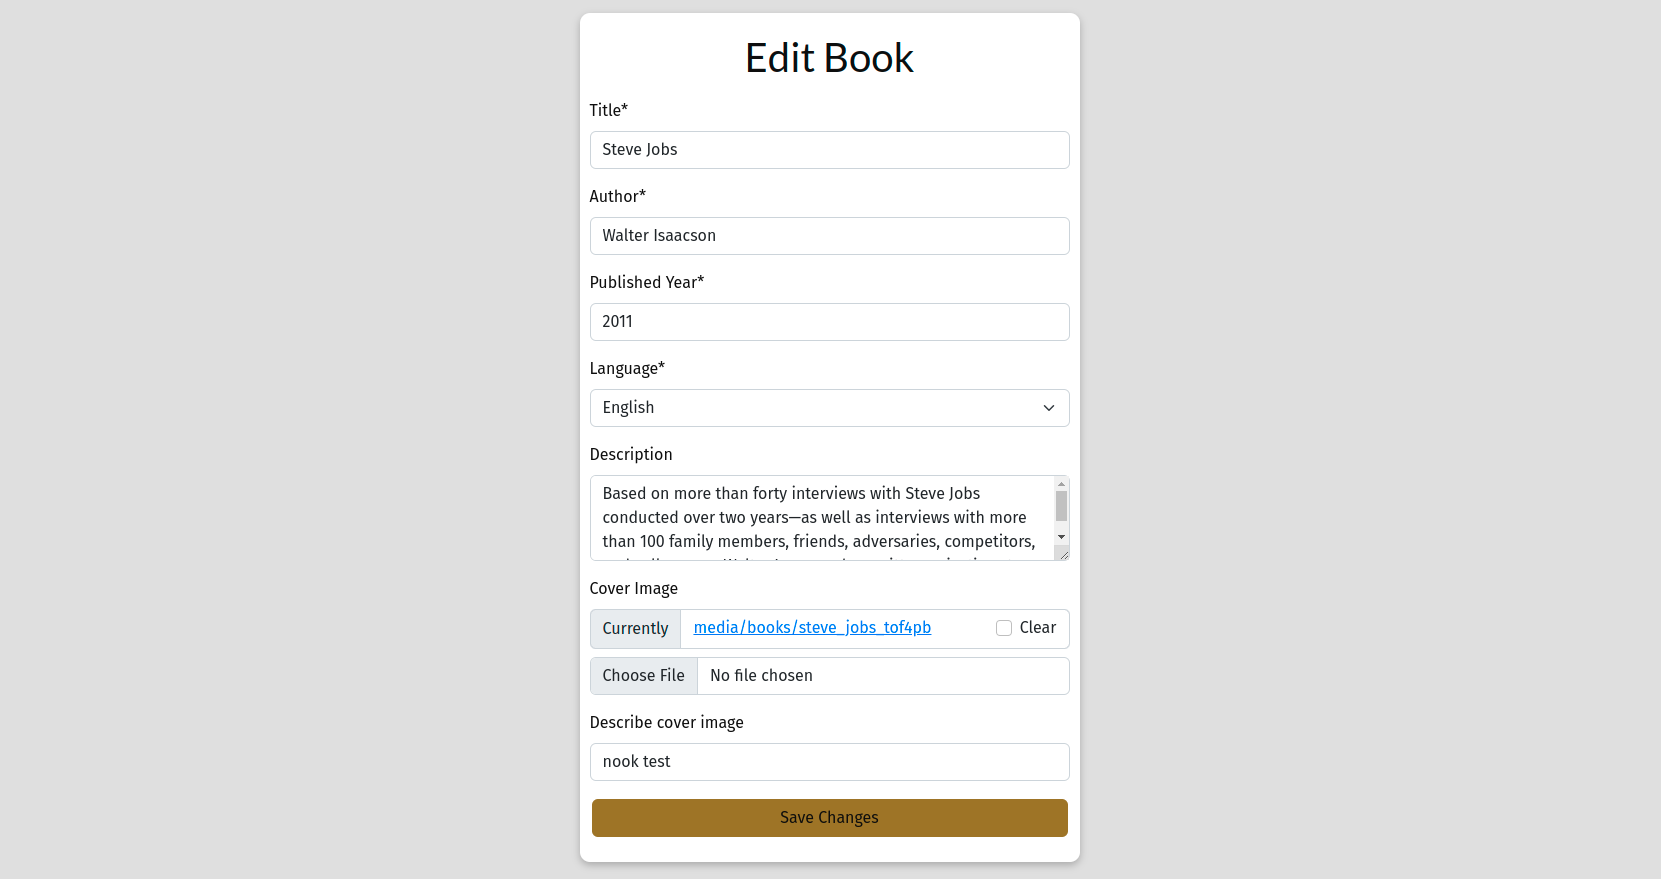 Edit Book
Title*
Steve Jobs
Author*
Walter Isaacson
Published Year*
2011
Language*
English
Description
Based on more than forty interviews with Steve Jobs
conducted over two years—as well as interviews with more
than 100 family members, friends, adversaries, competitors,
Cover Image
Currently media/books/steve_jobs_tof4pb Clear
Choose File No file chosen
Describe cover image
nook test
Save Changes